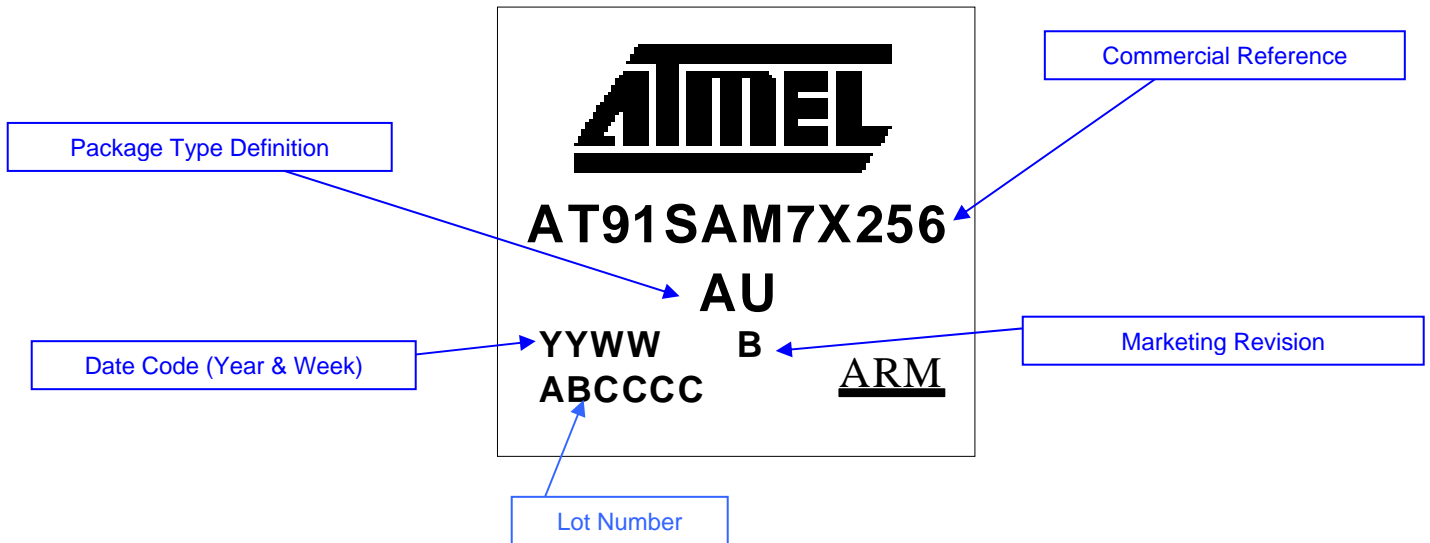 ATMEL
Commercial Reference
Package Type Definition
AT91SAM7X256
AU
YYWW B
Marketing Revision
Date Code (Year & Week)
ABCCCC
ARM
Lot Number